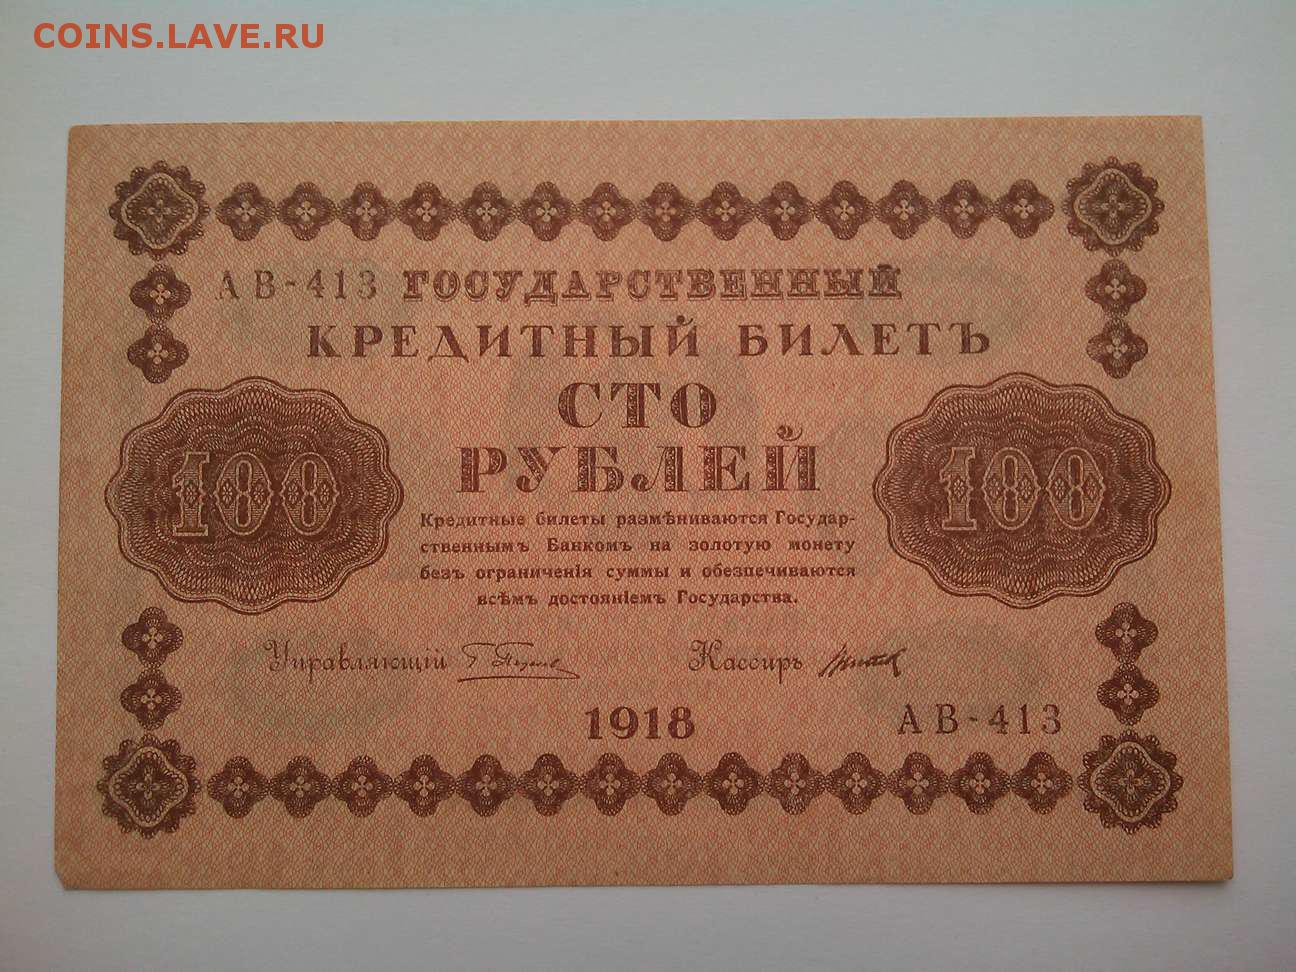 COINS.LAVE.RU
АВ-413 ГОСУДАРСТВЕННЫЙ
КРЕДИТНЫЙ БИЛЕТЪ
СТО
РУБЛЕЙ
100 100
Кредитные билеты размѣниваются Государ-
ственнымъ Банкомъ на золотую монету
безъ ограниченія суммы и обезпечиваются
всѣмъ достояніемъ Государства.
Управляющій Кассиръ
1918
АВ-413